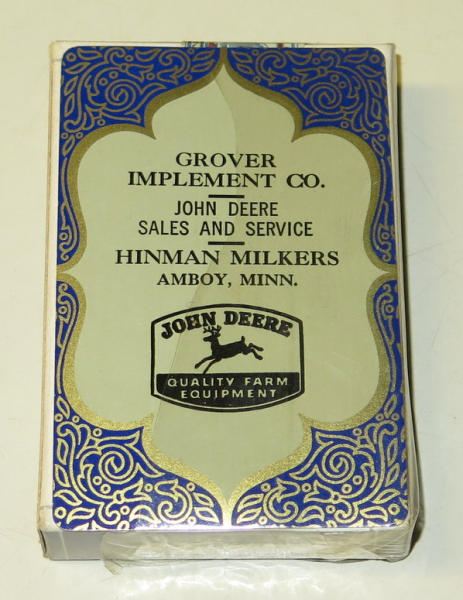 GROVER
IMPLEMENT CO.
JOHN DEERE
SALES AND SERVICE
HINMAN MILKERS
AMBOY, MINN.
JOHN DEERE
QUALITY FARM
EQUIPMENT